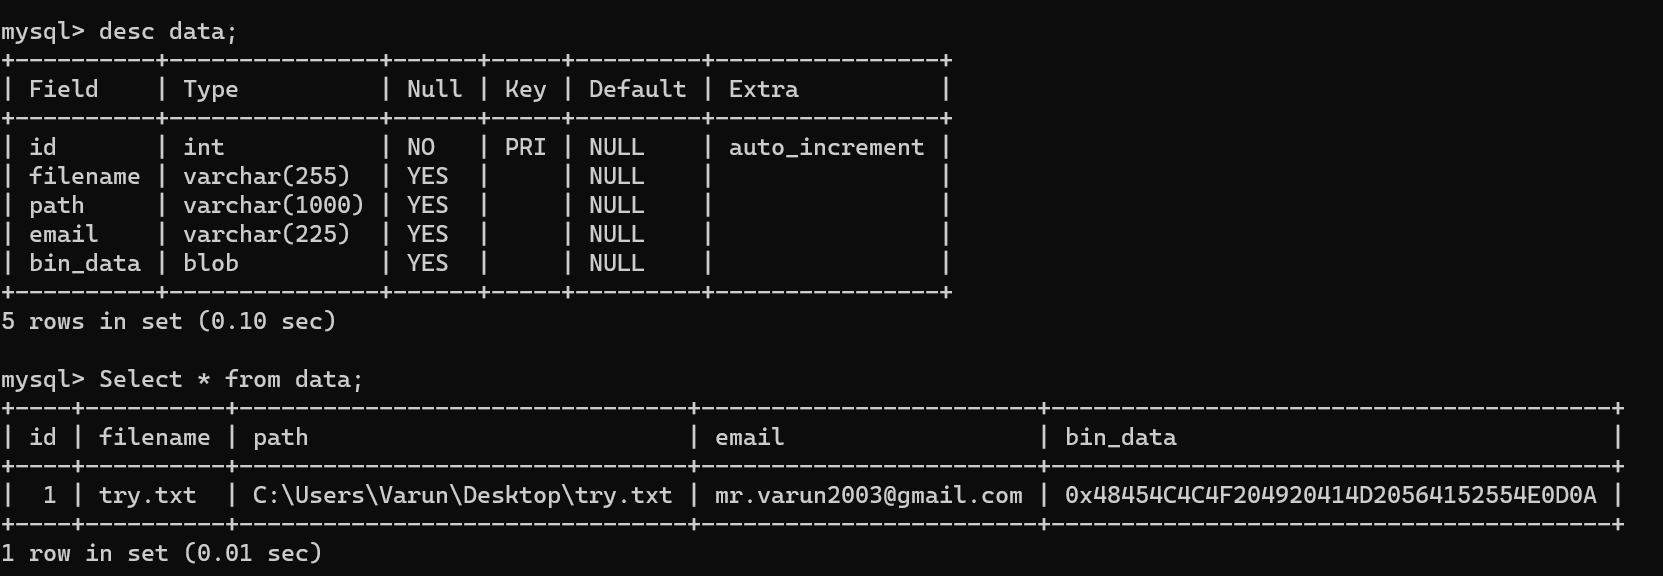 mysql> desc data;
+----------+---------------+------+-----+---------+----------------+
| Field    | Type          | Null | Key | Default | Extra          |
+----------+---------------+------+-----+---------+----------------+
| id       | int           | NO   | PRI | NULL    | auto_increment |
| filename | varchar(255)  | YES  |     | NULL    |                |
| path     | varchar(1000) | YES  |     | NULL    |                |
| email    | varchar(225)  | YES  |     | NULL    |                |
| bin_data | blob          | YES  |     | NULL    |                |
+----------+---------------+------+-----+---------+----------------+
5 rows in set (0.10 sec)

mysql> Select * from data;
+----+----------+--------------------------------+------------------------+----------------------------------------+
| id | filename | path                           | email                  | bin_data                               |
+----+----------+--------------------------------+------------------------+----------------------------------------+
|  1 | try.txt  | C:\Users\Varun\Desktop\try.txt | mr.varun2003@gmail.com | 0x48454C4C4F204920414D20564152554E0D0A |
+----+----------+--------------------------------+------------------------+----------------------------------------+
1 row in set (0.01 sec)